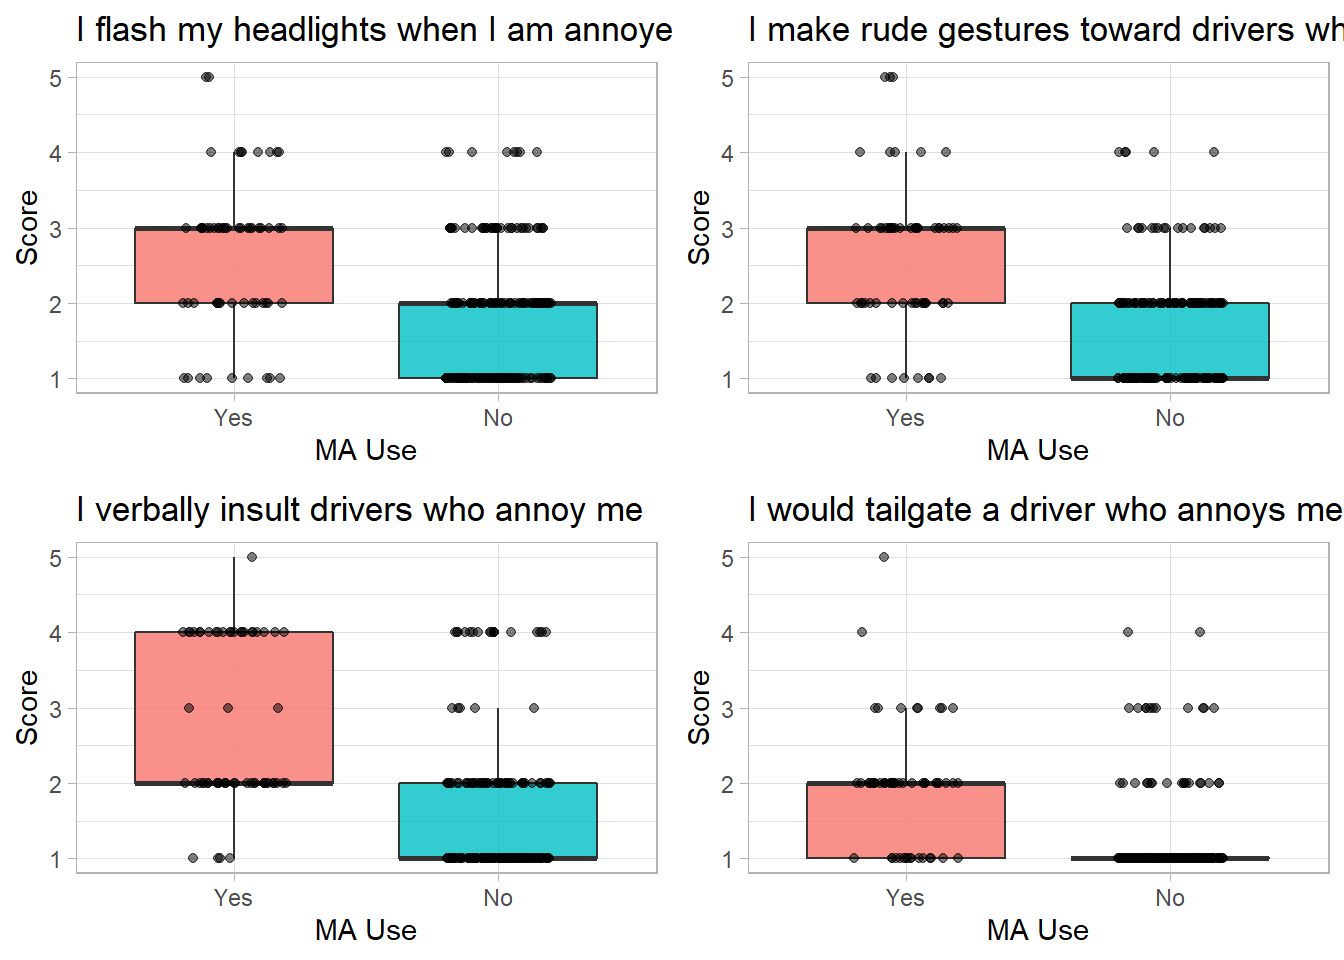 I flash my headlights when I am annoye
5
4
3
2
1
Score
Yes
No
MA Use
I make rude gestures toward drivers wh
5
4
3
2
1
Score
Yes
No
MA Use
I verbally insult drivers who annoy me
5
4
3
2
1
Score
Yes
No
MA Use
I would tailgate a driver who annoys me
5
4
3
2
1
Score
Yes
No
MA Use